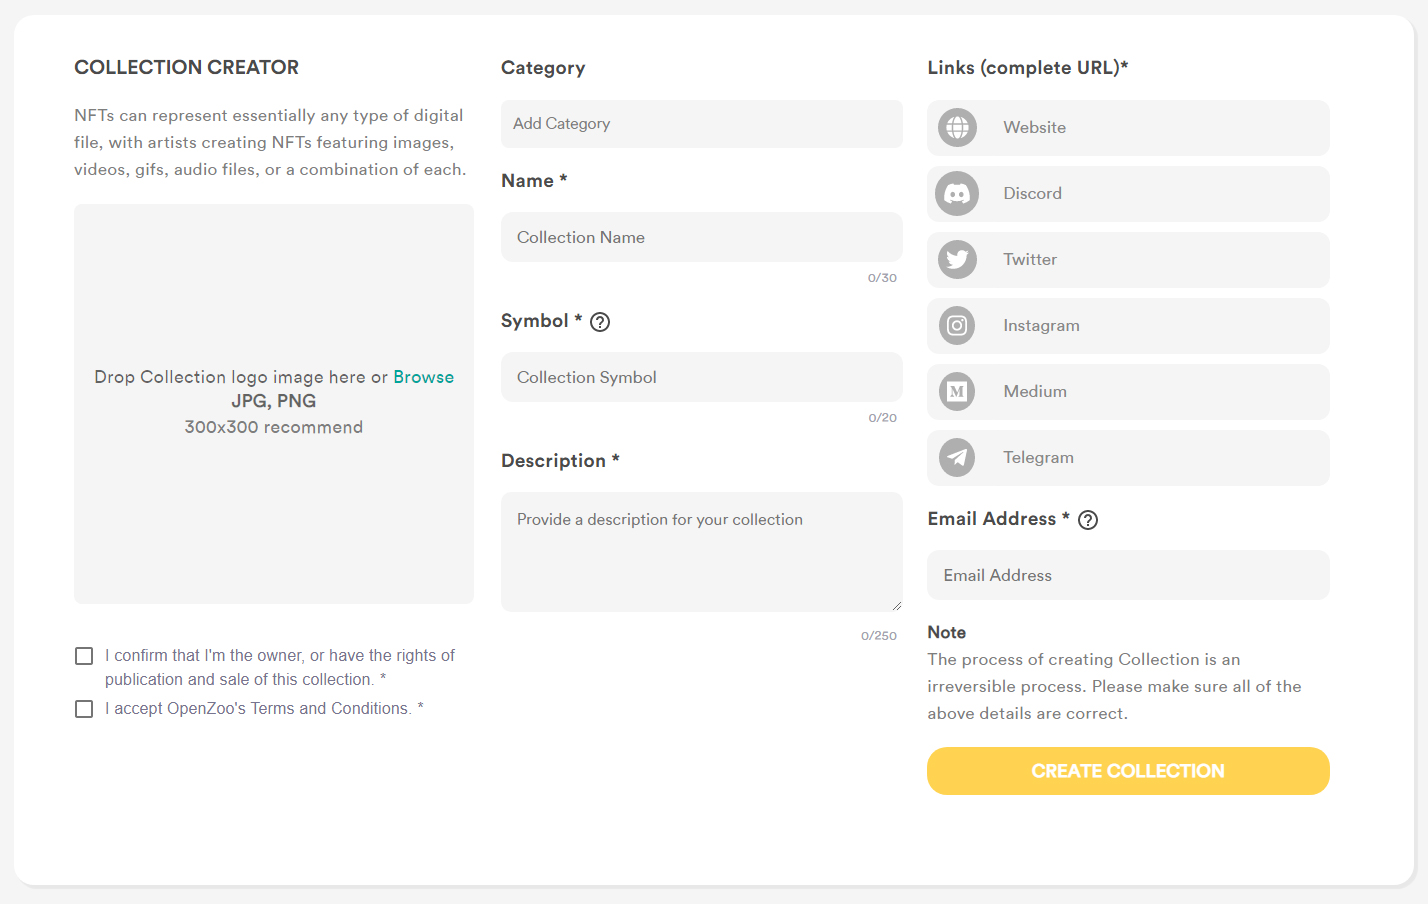 COLLECTION CREATOR
NFTs can represent essentially any type of digital
file, with artists creating NFTs featuring images,
videos, gifs, audio files, or a combination of each.
Drop Collection logo image here or Browse
JPG, PNG
300x300 recommend
I confirm that I'm the owner, or have the rights of
publication and sale of this collection. *
I accept OpenZoo's Terms and Conditions. *
Category
Add Category
Name *
Collection Name
0/30
Symbol *
Collection Symbol
0/20
Description *
Provide a description for your collection
0/250
Links (complete URL)*
Website
Discord
Twitter
Instagram
Medium
Telegram
Email Address *
Email Address
Note
The process of creating Collection is an
irreversible process. Please make sure all of the
above details are correct.
CREATE COLLECTION